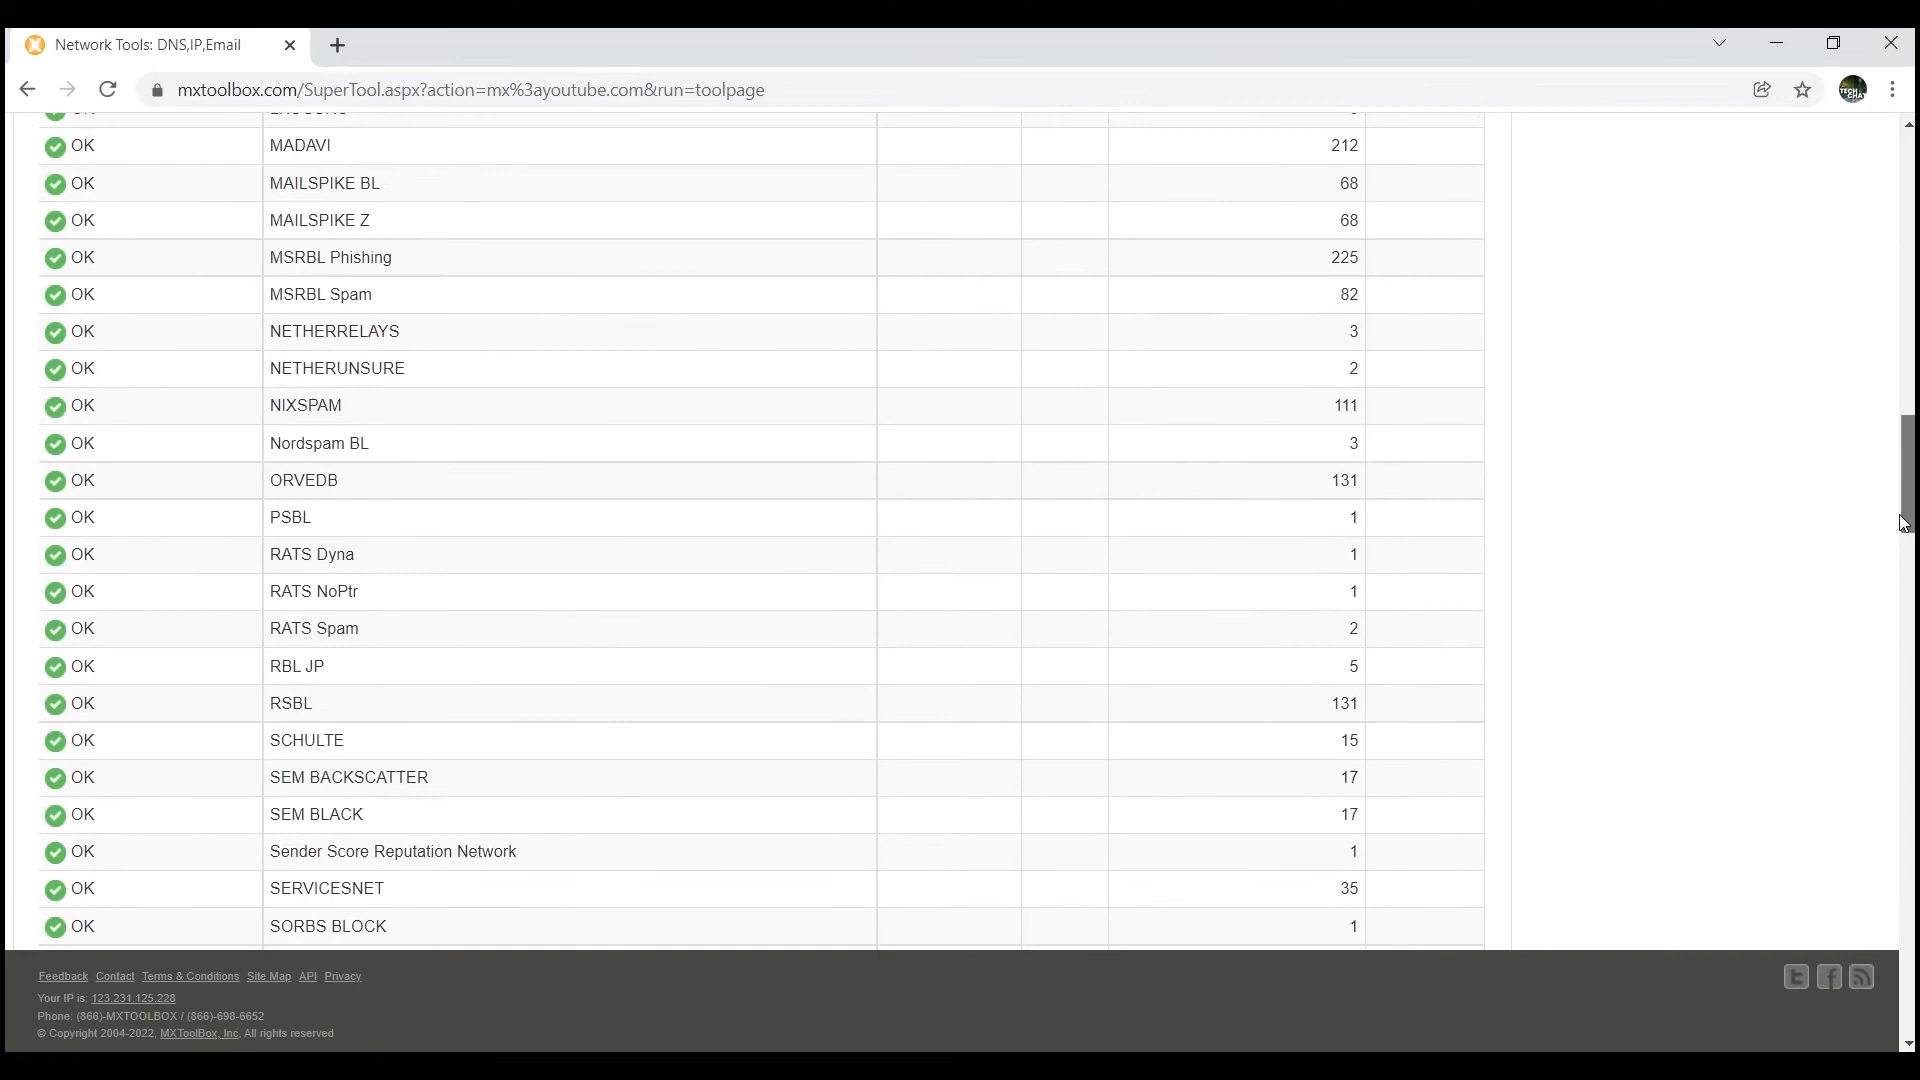 Network Tools: DNS,IP,Email
mxtoolbox.com/SuperTool.aspx?action=mx%3ayoutube.com&run=toolpage
OK MADAVI 212
OK MAILSPIKE BL 68
OK MAILSPIKE Z 68
OK MSRBL Phishing 225
OK MSRBL Spam 82
OK NETHERRELAYS 3
OK NETHERUNSURE 2
OK NIXSPAM 111
OK Nordspam BL 3
OK ORVEDB 131
OK PSBL 1
OK RATS Dyna 1
OK RATS NoPtr 1
OK RATS Spam 2
OK RBL JP 5
OK RSBL 131
OK SCHULTE 15
OK SEM BACKSCATTER 17
OK SEM BLACK 17
OK Sender Score Reputation Network 1
OK SERVICESNET 35
OK SORBS BLOCK 1
Feedback Contact Terms & Conditions Site Map API Privacy
Your IP is: 123.231.125.228
Phone: (866)-MXTOOLBOX / (866)-698-6652
© Copyright 2004-2022, MXToolBox, Inc, All rights reserved